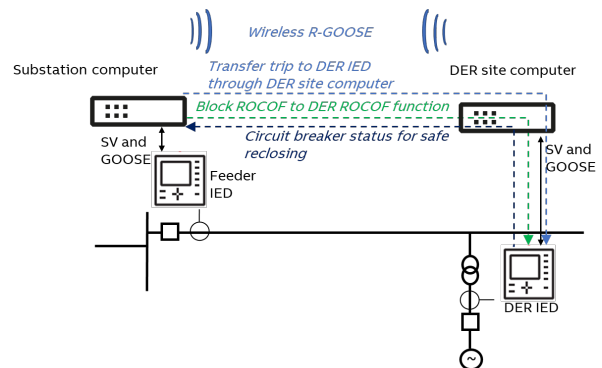 Wireless R-GOOSE
Substation computer
Transfer trip to DER IED
through DER site computer
DER site computer
Block ROCOF to DER ROCOF function
Circuit breaker status for safe
reclosing
SV and
GOOSE
Feeder
IED
SV and
GOOSE
DER IED
~